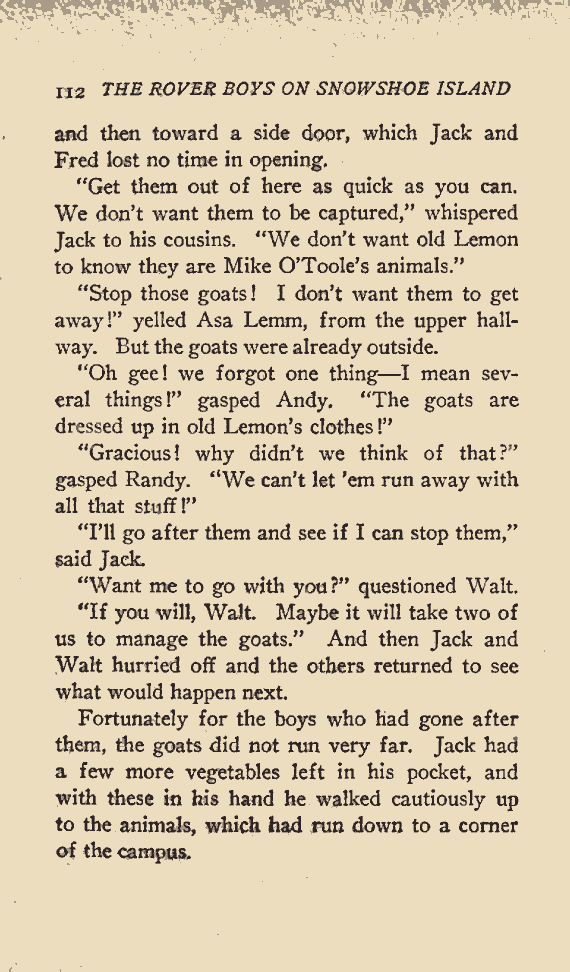 112 THE ROVER BOYS ON SNOWSHOE ISLAND
and then toward a side door, which Jack and
Fred lost no time in opening.
"Get them out of here as quick as you can.
We don't want them to be captured," whispered
Jack to his cousins. "We don't want old Lemon
to know they are Mike O'Toole's animals."
"Stop those goats! I don't want them to get
away!" yelled Asa Lemm, from the upper hall-
way. But the goats were already outside.
"Oh gee! we forgot one thing—I mean sev-
eral things!" gasped Andy. "The goats are
dressed up in old Lemon's clothes!"
"Gracious! why didn't we think of that?"
gasped Randy. "We can't let 'em run away with
all that stuff!"
"I'll go after them and see if I can stop them,"
said Jack.
"Want me to go with you?" questioned Walt.
"If you will, Walt. Maybe it will take two of
us to manage the goats." And then Jack and
Walt hurried off and the others returned to see
what would happen next.
Fortunately for the boys who had gone after
them, the goats did not run very far. Jack had
a few more vegetables left in his pocket, and
with these in his hand he walked cautiously up
to the animals, which had run down to a corner
of the campus.